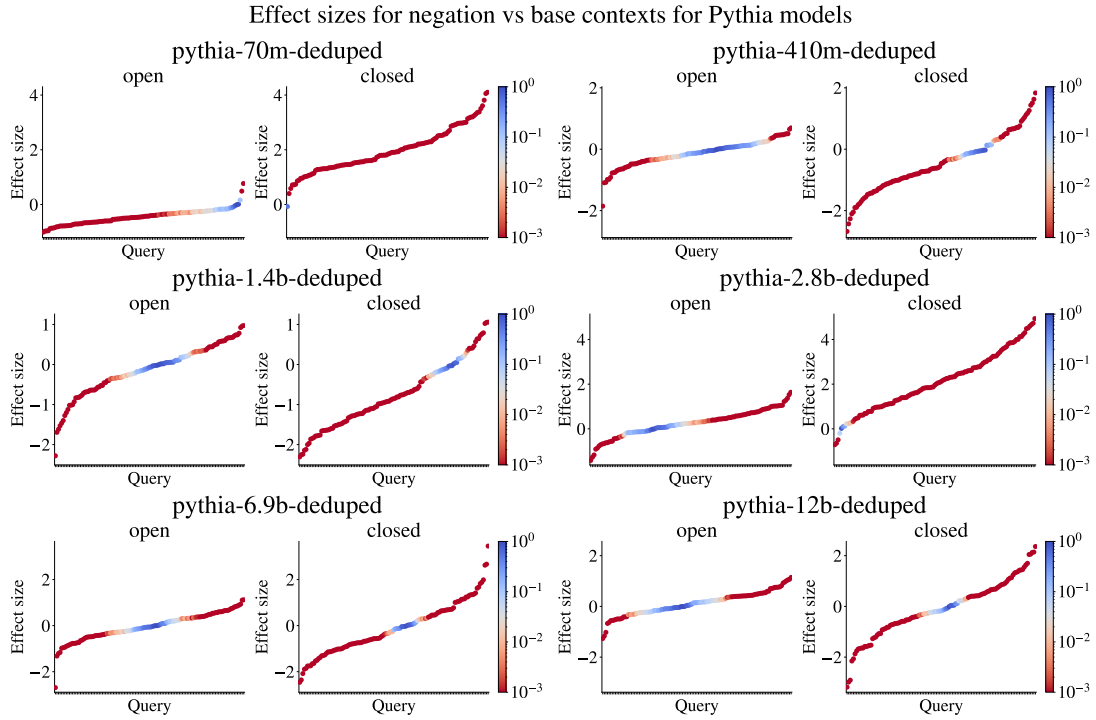 Effect sizes for negation vs base contexts for Pythia models
pythia-70m-deduped
open
closed
Effect size
4
2
0
Query
Effect size
4
2
0
Query
10^0
10^-1
10^-2
10^-3
pythia-410m-deduped
open
closed
Effect size
2
0
−2
Query
Effect size
2
0
−2
Query
10^0
10^-1
10^-2
10^-3
pythia-1.4b-deduped
open
closed
Effect size
1
0
−1
−2
Query
Effect size
1
0
−1
−2
Query
10^0
10^-1
10^-2
10^-3
pythia-2.8b-deduped
open
closed
Effect size
4
2
0
Query
Effect size
4
2
0
Query
10^0
10^-1
10^-2
10^-3
pythia-6.9b-deduped
open
closed
Effect size
2
0
−2
Query
Effect size
2
0
−2
Query
10^0
10^-1
10^-2
10^-3
pythia-12b-deduped
open
closed
Effect size
2
0
−2
Query
Effect size
2
0
−2
Query
10^0
10^-1
10^-2
10^-3